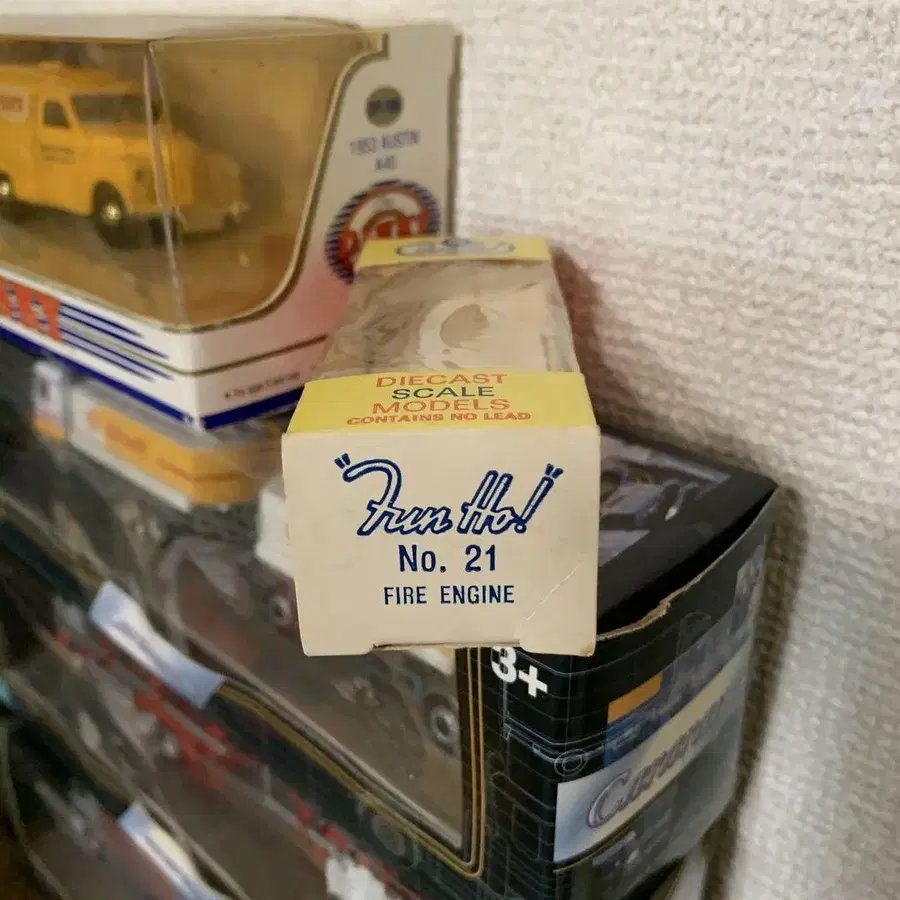 1953 AUSTIN
A40
DIECAST
SCALE
MODELS
CONTAINS NO LEAD
"Fun Ho!"
No. 21
FIRE ENGINE
3+